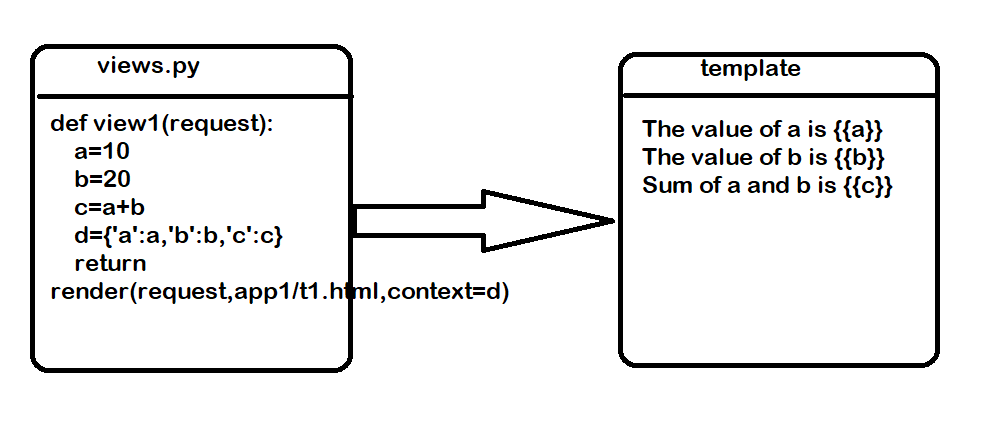 views.py
def view1(request):
a=10
b=20
c=a+b
d={'a':a,'b':b,'c':c}
return
render(request,app1/t1.html,context=d)
template
The value of a is {{a}}
The value of b is {{b}}
Sum of a and b is {{c}}